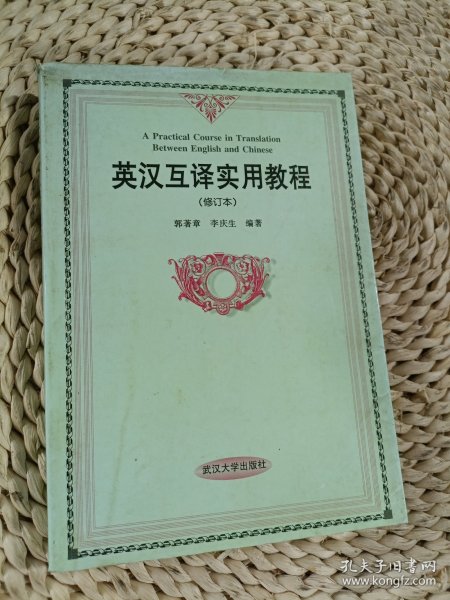 A Practical Course in Translation
Between English and Chinese
英汉互译实用教程
(修订本)
郭著章 李庆生 编著
武汉大学出版社
孔夫子旧书网
www.kongfz.com